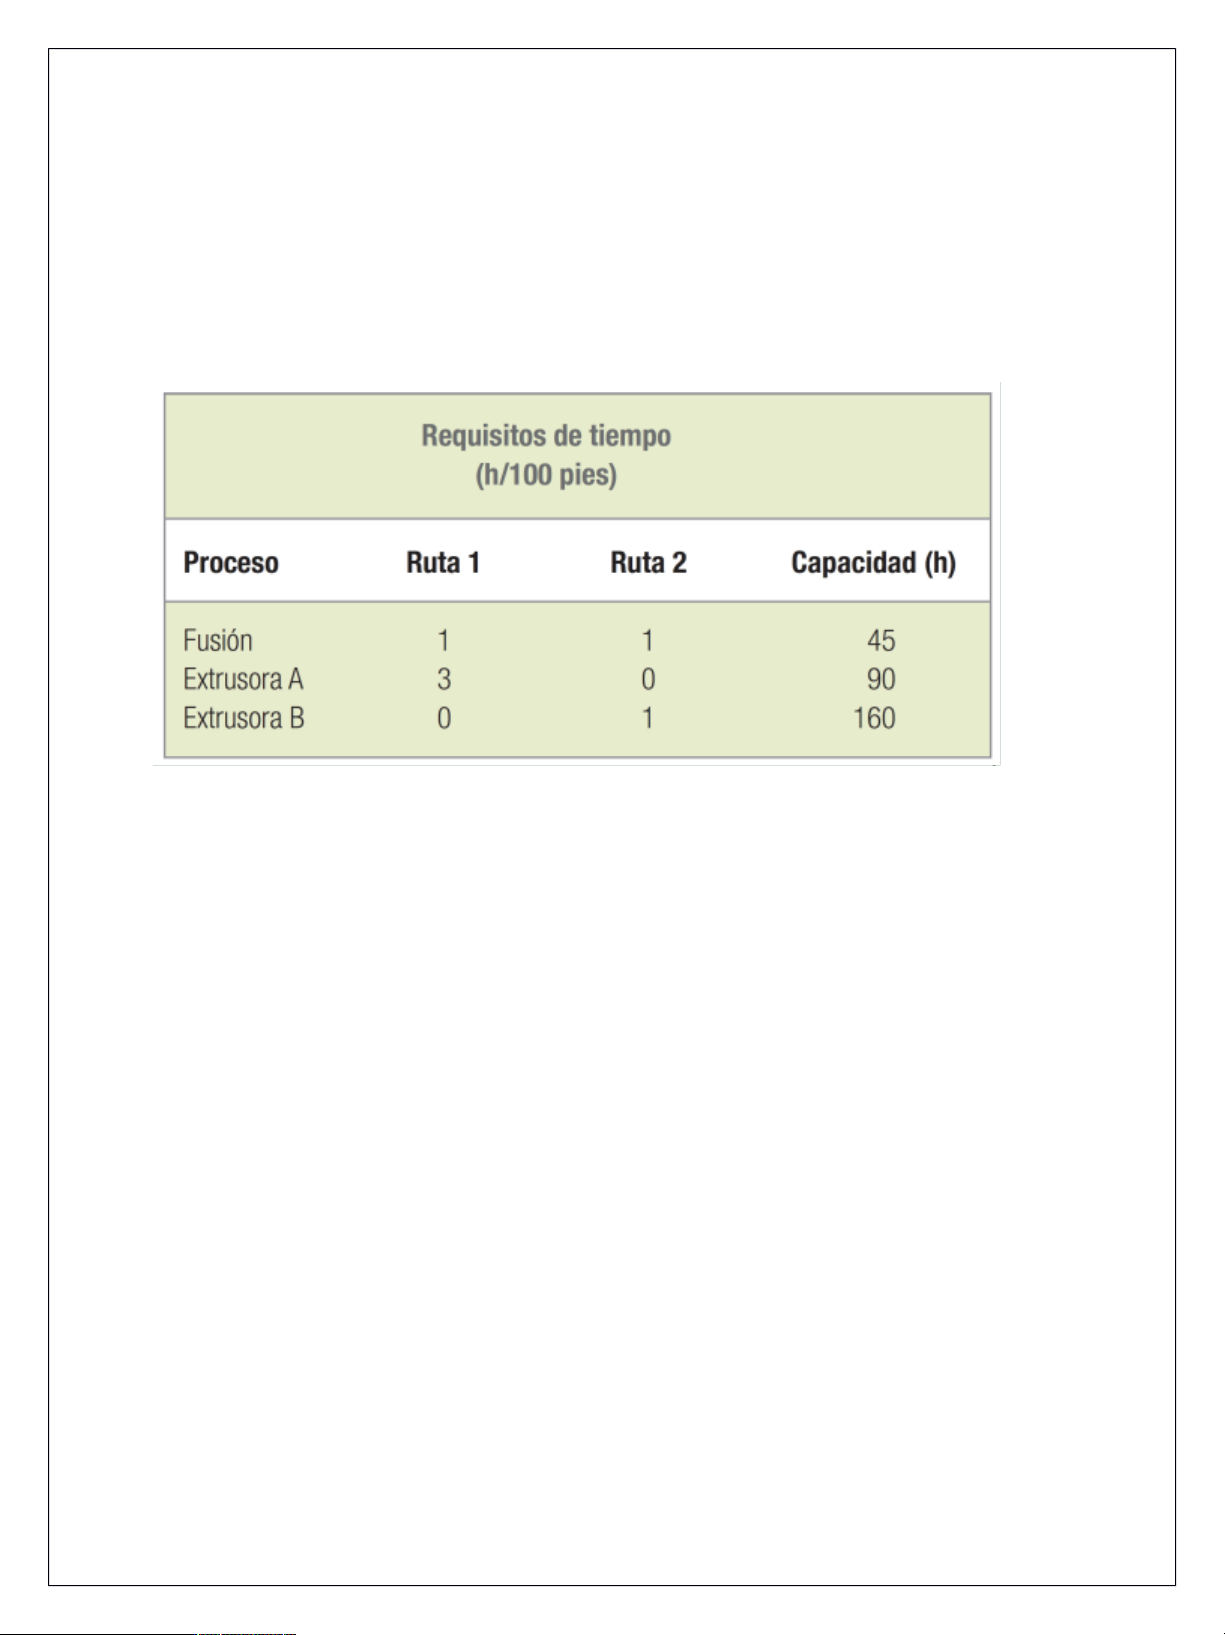 Requisitos de tiempo
(h/100 pies)
Proceso Ruta 1 Ruta 2 Capacidad (h)
Fusión 1 1 45
Extrusora A 3 0 90
Extrusora B 0 1 160